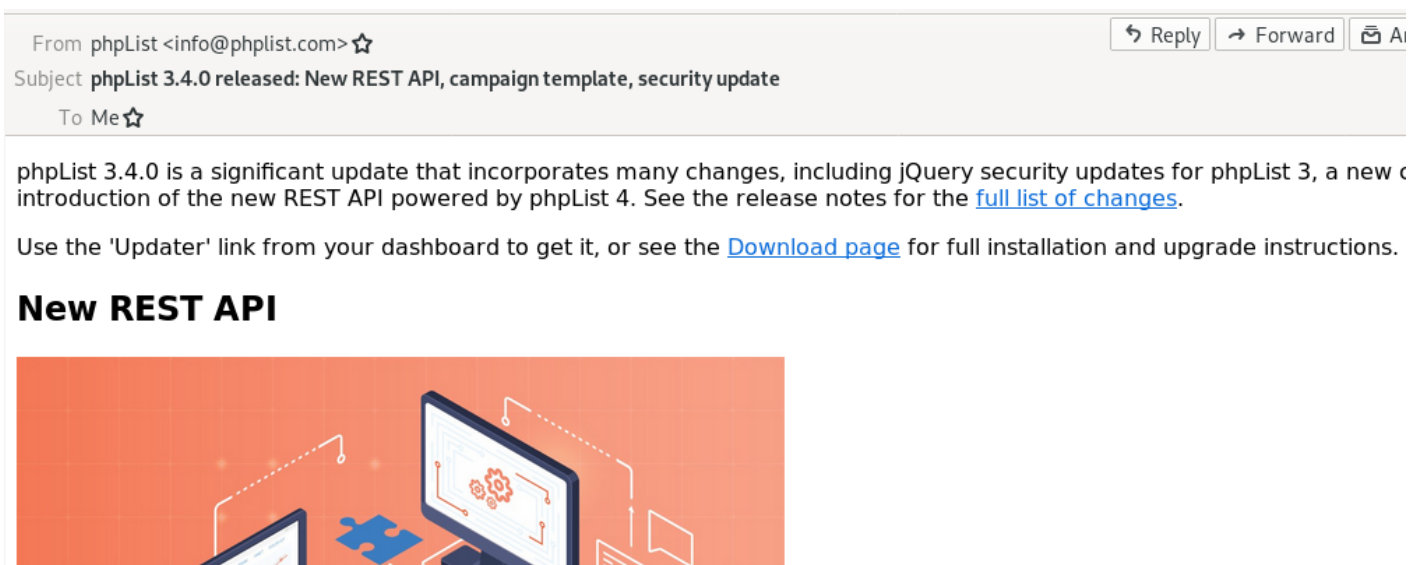 From phpList <info@phplist.com>
Reply
Forward
Subject phpList 3.4.0 released: New REST API, campaign template, security update
To Me
phpList 3.4.0 is a significant update that incorporates many changes, including jQuery security updates for phpList 3, a new
introduction of the new REST API powered by phpList 4. See the release notes for the full list of changes.
Use the 'Updater' link from your dashboard to get it, or see the Download page for full installation and upgrade instructions.
New REST API